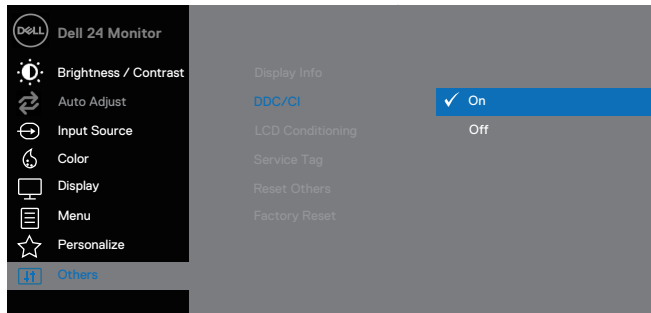 DELL Dell 24 Monitor
Brightness / Contrast Display Info
Auto Adjust DDC/CI ✓ On
Input Source LCD Conditioning Off
Color Service Tag
Display Reset Others
Menu Factory Reset
Personalize
Others